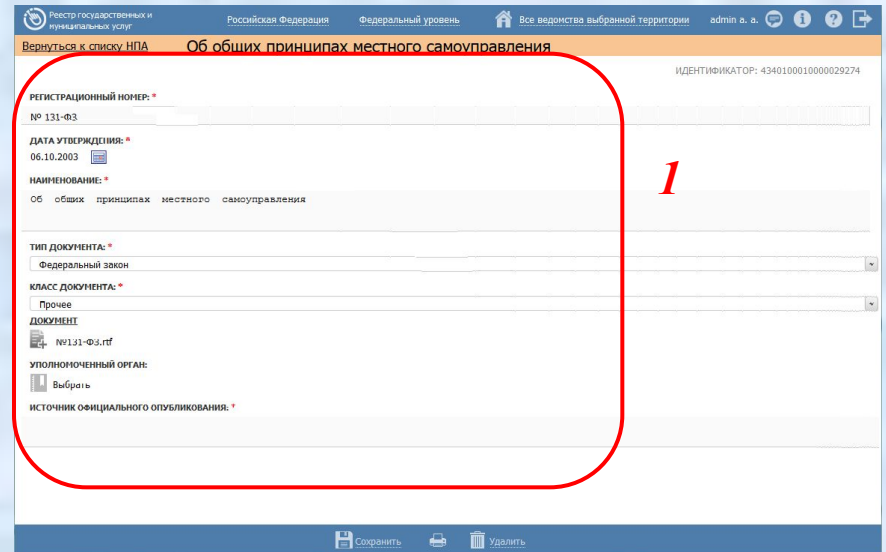 Реестр государственных и
муниципальных услуг
Российская Федерация Федеральный уровень Все ведомства выбранной территории admin a. a.
Вернуться к списку НПА Об общих принципах местного самоуправления
ИДЕНТИФИКАТОР: 4340100010000029274
РЕГИСТРАЦИОННЫЙ НОМЕР: *
№ 131-ФЗ
ДАТА УТВЕРЖДЕНИЯ: *
06.10.2003
1
НАИМЕНОВАНИЕ: *
Об общих принципах местного самоуправления
ТИП ДОКУМЕНТА: *
Федеральный закон
КЛАСС ДОКУМЕНТА: *
Прочее
ДОКУМЕНТ
№131-ФЗ.rtf
УПОЛНОМОЧЕННЫЙ ОРГАН:
Выбрать
ИСТОЧНИК ОФИЦИАЛЬНОГО ОПУБЛИКОВАНИЯ: *
Сохранить Удалить